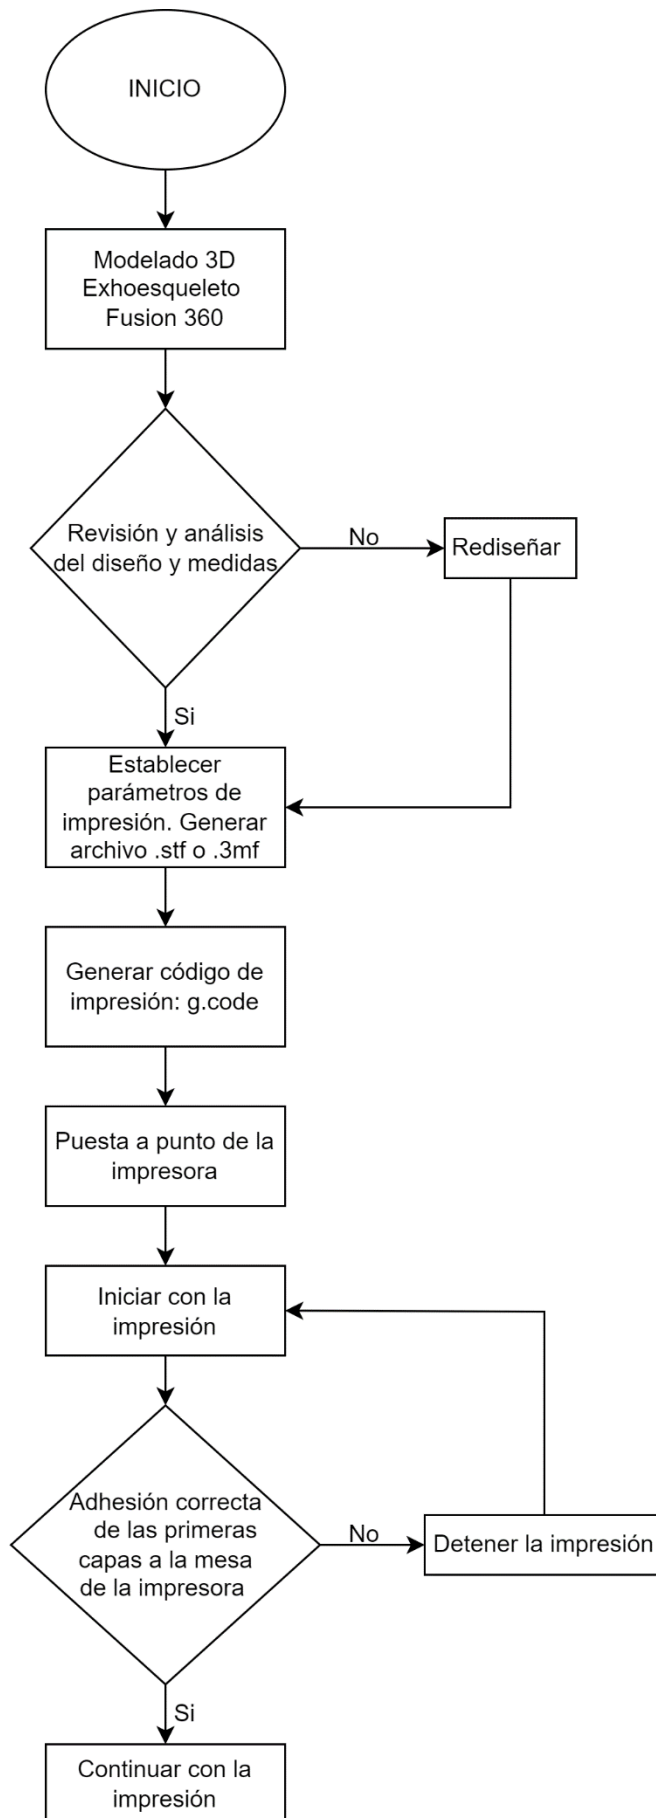 INICIO
Modelado 3D
Exhoesqueleto
Fusion 360
Revisión y análisis
del diseño y medidas
No
Rediseñar
Si
Establecer
parámetros de
impresión. Generar
archivo .stf o .3mf
Generar código de
impresión: g.code
Puesta a punto de la
impresora
Iniciar con la
impresión
Adhesión correcta
de las primeras
capas a la mesa
de la impresora
No
Detener la impresión
Si
Continuar con la
impresión